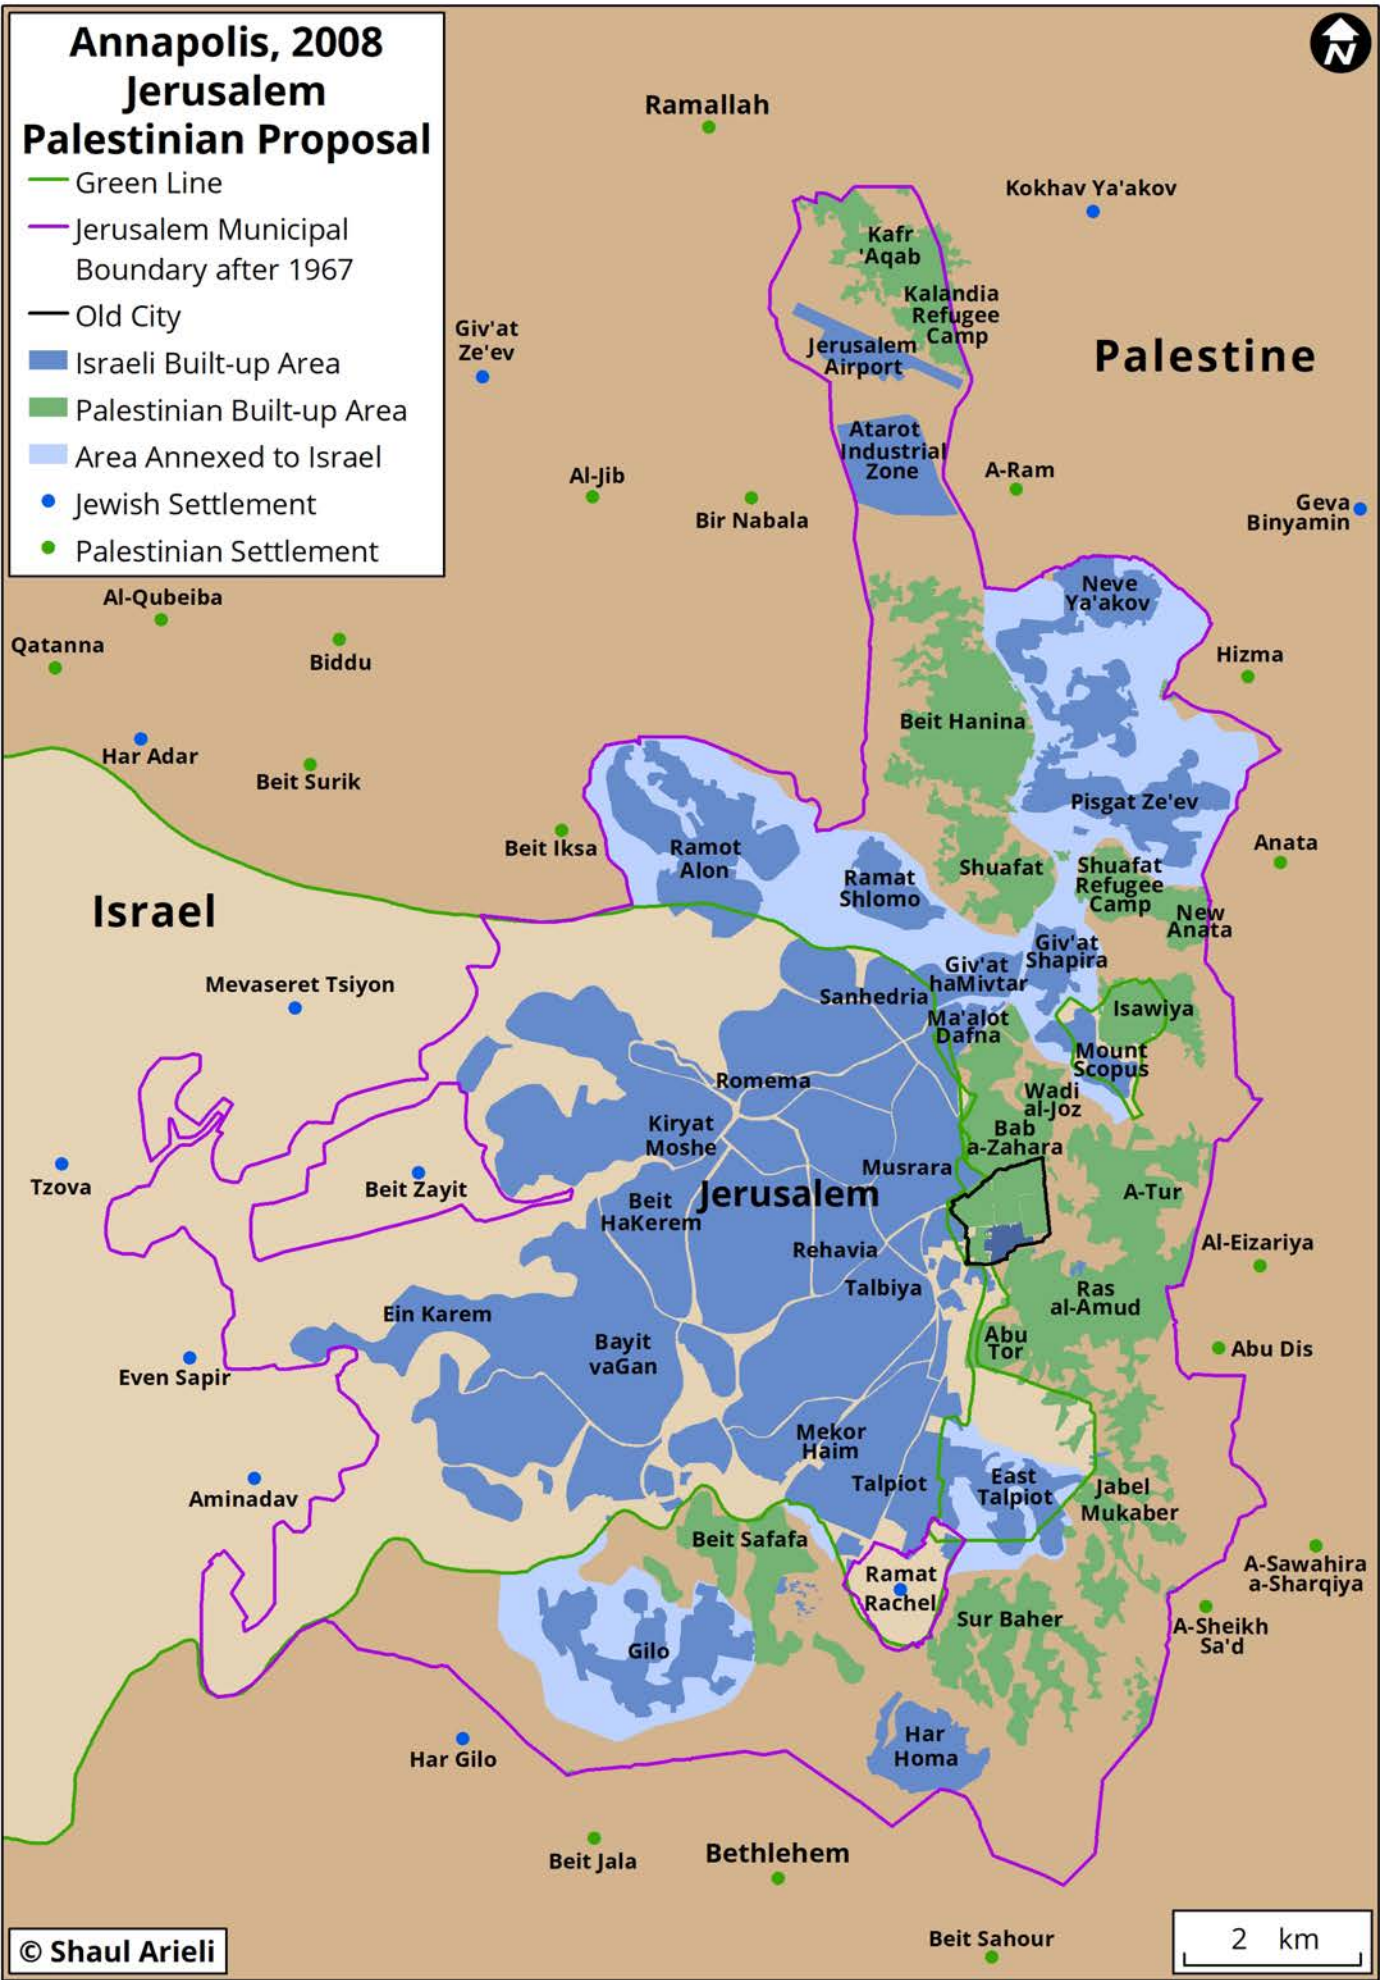 Annapolis, 2008
Jerusalem
Palestinian Proposal
Green Line
Jerusalem Municipal
Boundary after 1967
Old City
Israeli Built-up Area
Palestinian Built-up Area
Area Annexed to Israel
Jewish Settlement
Palestinian Settlement
N
Ramallah
Kokhav Ya'akov
Kafr
'Aqab
Kalandia
Refugee
Camp
Giv'at
Ze'ev
Jerusalem
Airport
Palestine
Atarot
Industrial
Zone
Al-Jib
A-Ram
Bir Nabala
Geva
Binyamin
Al-Qubeiba
Neve
Ya'akov
Qatanna
Biddu
Hizma
Beit Hanina
Har Adar
Beit Surik
Pisgat Ze'ev
Beit Iksa
Ramot
Alon
Anata
Shuafat
Shuafat
Refugee
Camp
Ramat
Shlomo
Israel
New
Anata
Giv'at
Shapira
Giv'at
haMivtar
Mevaseret Tsiyon
Sanhedria
Isawiya
Ma'alot
Dafna
Mount
Scopus
Romema
Wadi
al-Joz
Kiryat
Moshe
Bab
a-Zahara
Musrara
Tzova
Beit Zayit
Jerusalem
A-Tur
Beit
HaKerem
Rehavia
Al-Eizariya
Talbiya
Ras
al-Amud
Ein Karem
Abu
Tor
Bayit
vaGan
Abu Dis
Even Sapir
Mekor
Haim
Talpiot
East
Talpiot
Jabel
Mukaber
Aminadav
Beit Safafa
A-Sawahira
a-Sharqiya
Ramat
Rachel
Sur Baher
A-Sheikh
Sa'd
Gilo
Har
Homa
Har Gilo
Beit Jala
Bethlehem
Beit Sahour
2 km
© Shaul Arieli